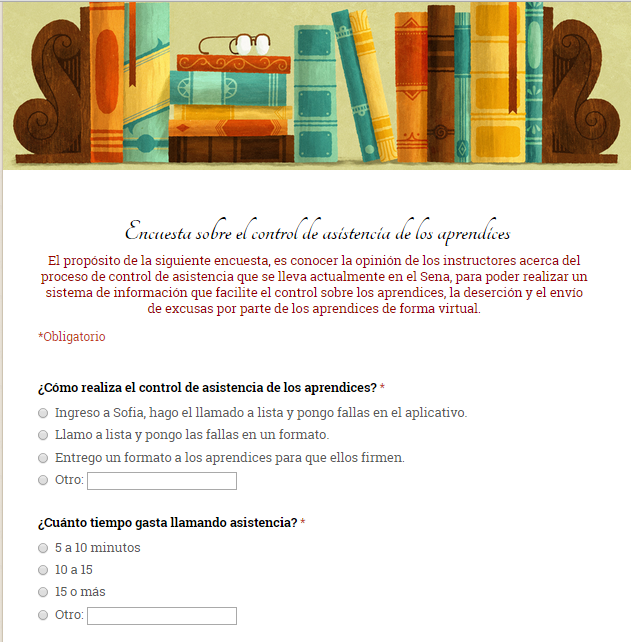 Encuesta sobre el control de asistencia de los aprendices
El propósito de la siguiente encuesta, es conocer la opinión de los instructores acerca del
proceso de control de asistencia que se lleva actualmente en el Sena, para poder realizar un
sistema de información que facilite el control sobre los aprendices, la deserción y el envío
de excusas por parte de los aprendices de forma virtual.
*Obligatorio
¿Cómo realiza el control de asistencia de los aprendices? *
Ingreso a Sofia, hago el llamado a lista y pongo fallas en el aplicativo.
Llamo a lista y pongo las fallas en un formato.
Entrego un formato a los aprendices para que ellos firmen.
Otro:
¿Cuánto tiempo gasta llamando asistencia? *
5 a 10 minutos
10 a 15
15 o más
Otro: